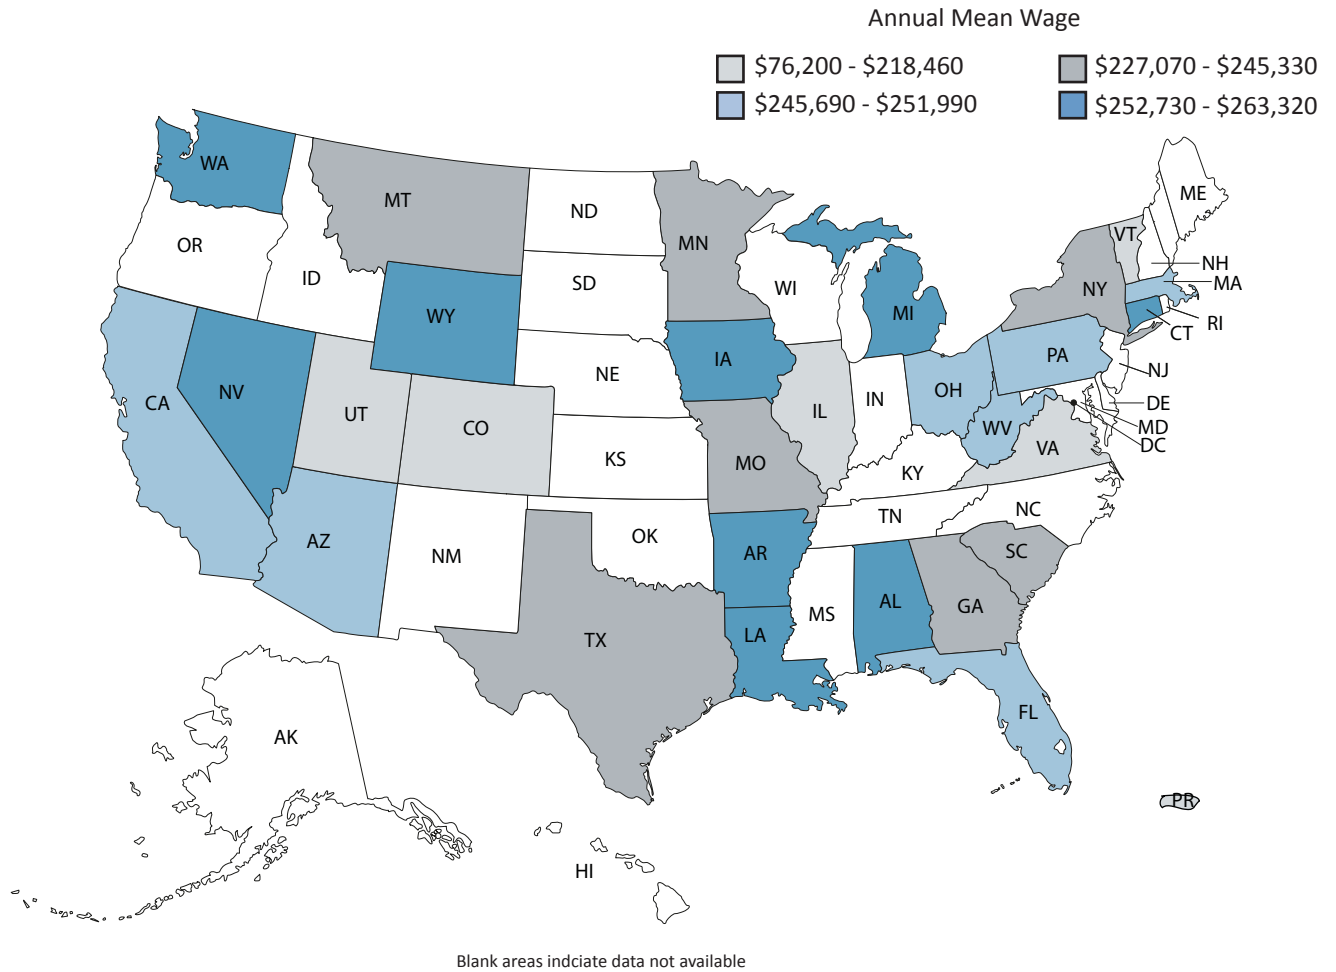 Annual Mean Wage
$76,200 - $218,460
$227,070 - $245,330
$245,690 - $251,990
$252,730 - $263,320
WA
MT
ND
MN
ME
VT
OR
ID
SD
WI
NH
MA
NY
WY
MI
RI
CT
IA
PA
NJ
NE
NV
OH
IN
CA
UT
CO
IL
DE
MD
DC
WV
VA
KS
MO
KY
NC
TN
AZ
OK
NM
AR
SC
MS
AL
GA
TX
LA
FL
AK
PR
HI
Blank areas indciate data not available